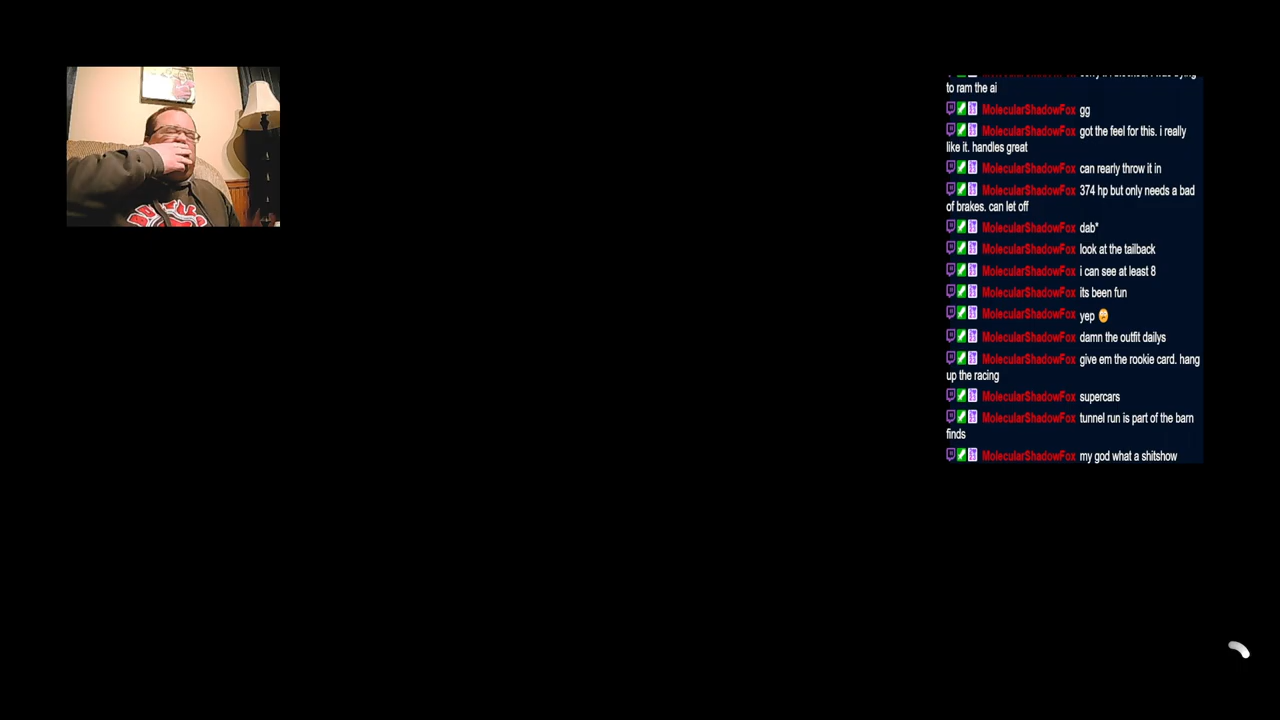 to ram the ai
MolecularShadowFox gg
MolecularShadowFox got the feel for this. i really
like it. handles great
MolecularShadowFox can rearly throw it in
MolecularShadowFox 374 hp but only needs a bad
of brakes. can let off
MolecularShadowFox dab*
MolecularShadowFox look at the tailback
MolecularShadowFox i can see at least 8
MolecularShadowFox its been fun
MolecularShadowFox yep 😩
MolecularShadowFox damn the outfit dailys
MolecularShadowFox give em the rookie card. hang
up the racing
MolecularShadowFox supercars
MolecularShadowFox tunnel run is part of the barn
finds
MolecularShadowFox my god what a shitshow